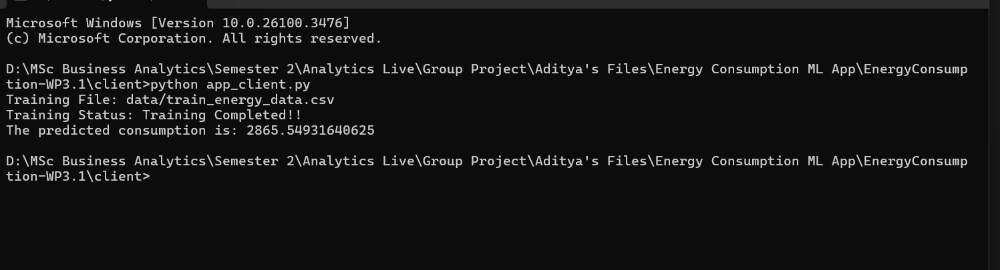 Microsoft Windows [Version 10.0.26100.3476]
(c) Microsoft Corporation. All rights reserved.
D:\MSc Business Analytics\Semester 2\Analytics Live\Group Project\Aditya's Files\Energy Consumption ML App\EnergyConsump
tion-WP3.1\client>python app_client.py
Training File: data/train_energy_data.csv
Training Status: Training Completed!!
The predicted consumption is: 2865.54931640625
D:\MSc Business Analytics\Semester 2\Analytics Live\Group Project\Aditya's Files\Energy Consumption ML App\EnergyConsump
tion-WP3.1\client>